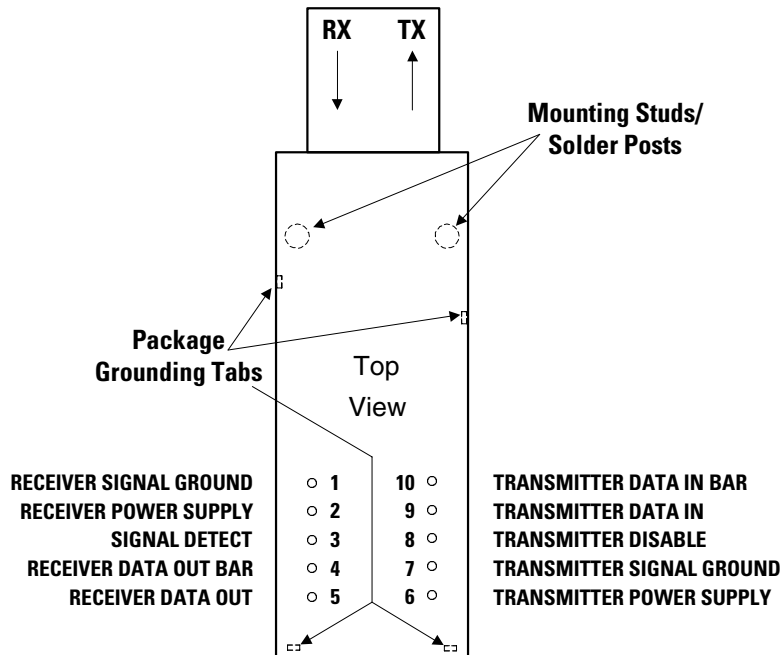 RX TX
Mounting Studs/
Solder Posts
Package
Grounding Tabs
Top
View
RECEIVER SIGNAL GROUND 1 10 TRANSMITTER DATA IN BAR
RECEIVER POWER SUPPLY 2 9 TRANSMITTER DATA IN
SIGNAL DETECT 3 8 TRANSMITTER DISABLE
RECEIVER DATA OUT BAR 4 7 TRANSMITTER SIGNAL GROUND
RECEIVER DATA OUT 5 6 TRANSMITTER POWER SUPPLY